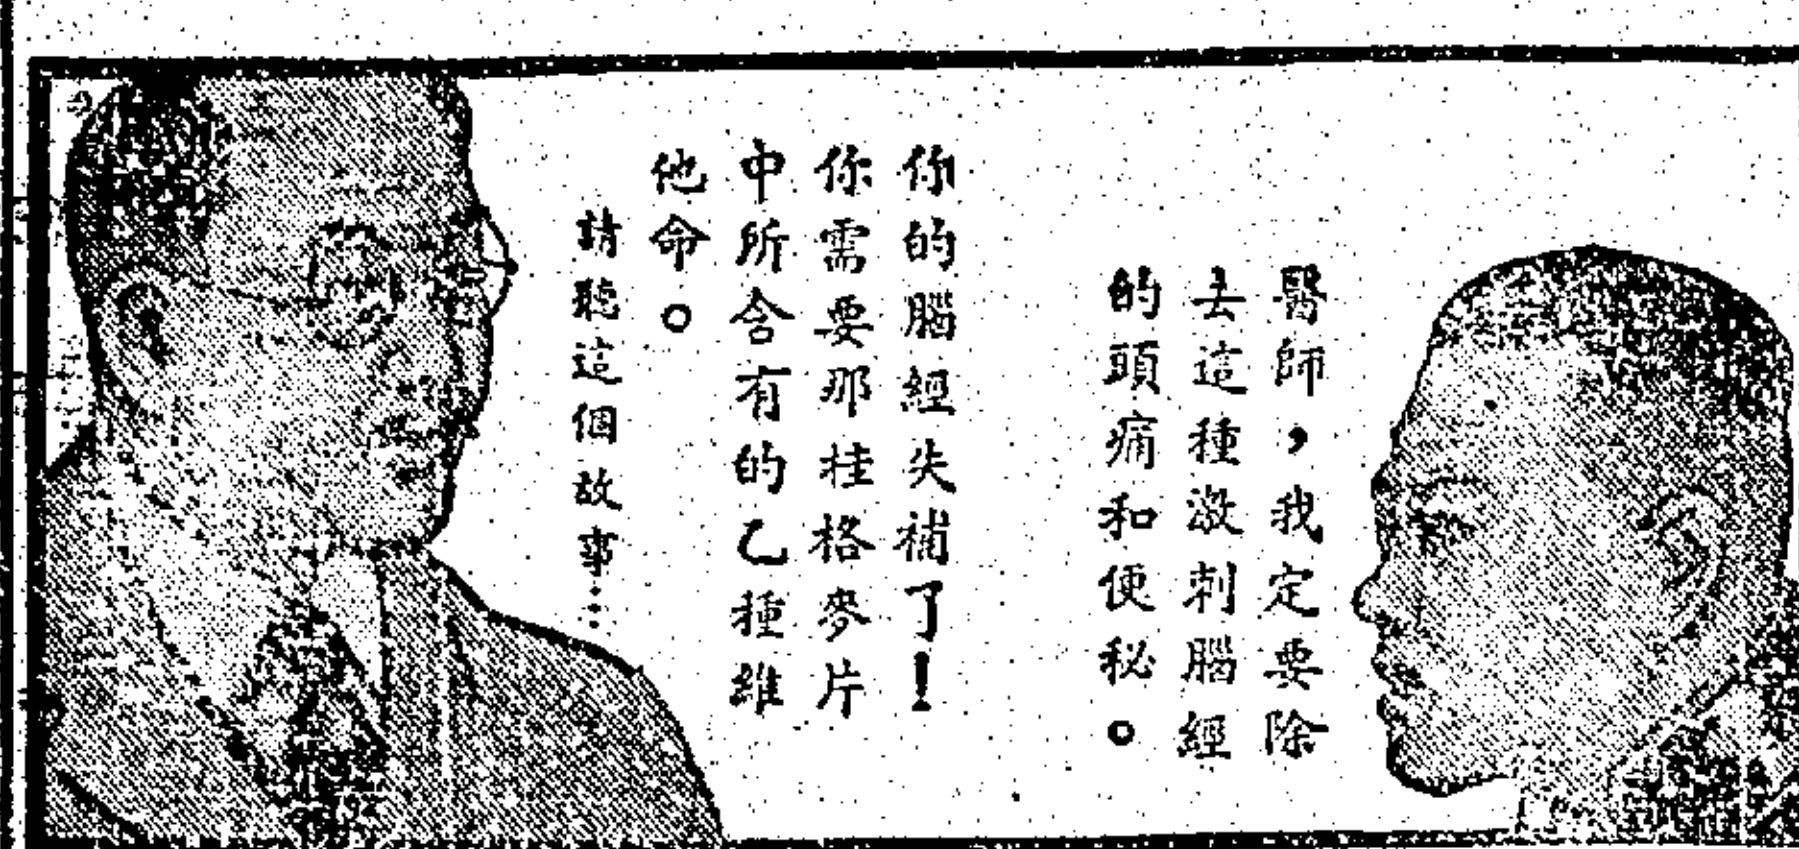 醫師，我定要除
去這種激刺腦經
的頭痛和便秘。
你的腦經失補了！
你需要那桂格麥片
中所含有的乙種維
他命。
請聽這個故事…